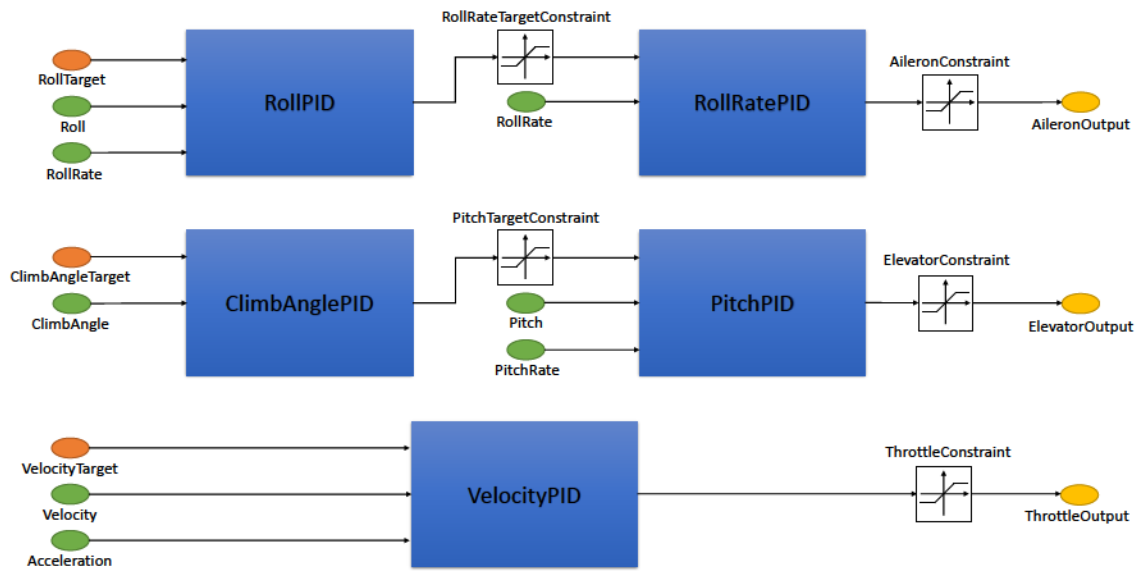 RollRateTargetConstraint
RollTarget
Roll
RollRate
RollPID
RollRate
RollRatePID
AileronConstraint
AileronOutput
PitchTargetConstraint
ClimbAngleTarget
ClimbAngle
ClimbAnglePID
Pitch
PitchRate
PitchPID
ElevatorConstraint
ElevatorOutput
VelocityTarget
Velocity
Acceleration
VelocityPID
ThrottleConstraint
ThrottleOutput